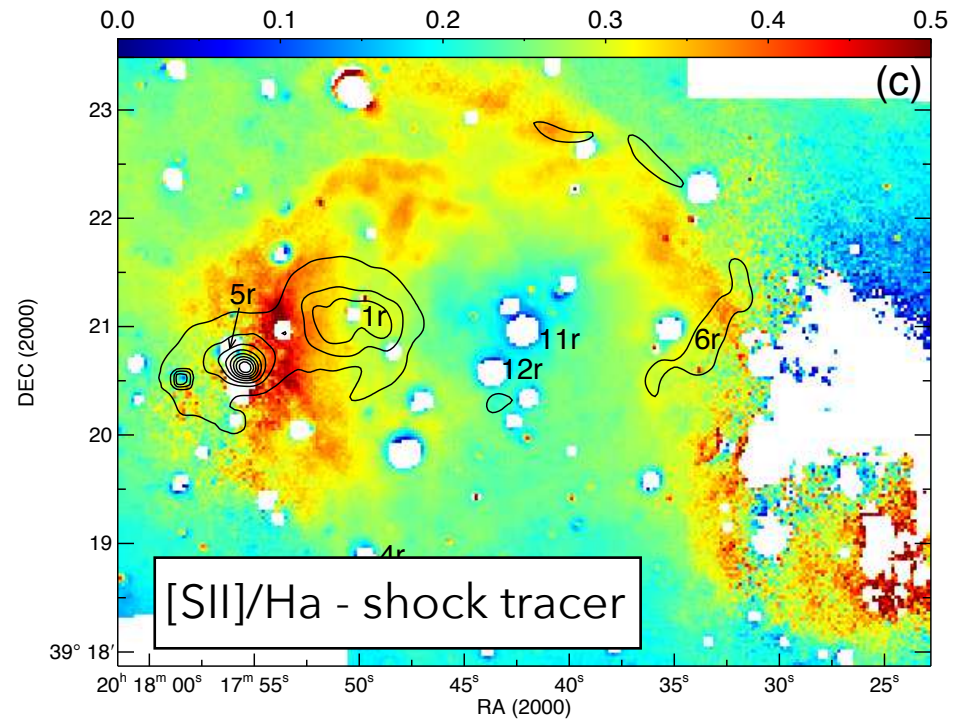 0.0 0.1 0.2 0.3 0.4 0.5
(c)
23
22
5r
1r
21
11r
6r
12r
DEC (2000)
20
19
4r
[SII]/Ha - shock tracer
39° 18′
20ʰ 18ᵐ 00ˢ 17ᵐ 55ˢ 50ˢ 45ˢ 40ˢ 35ˢ 30ˢ 25ˢ
RA (2000)